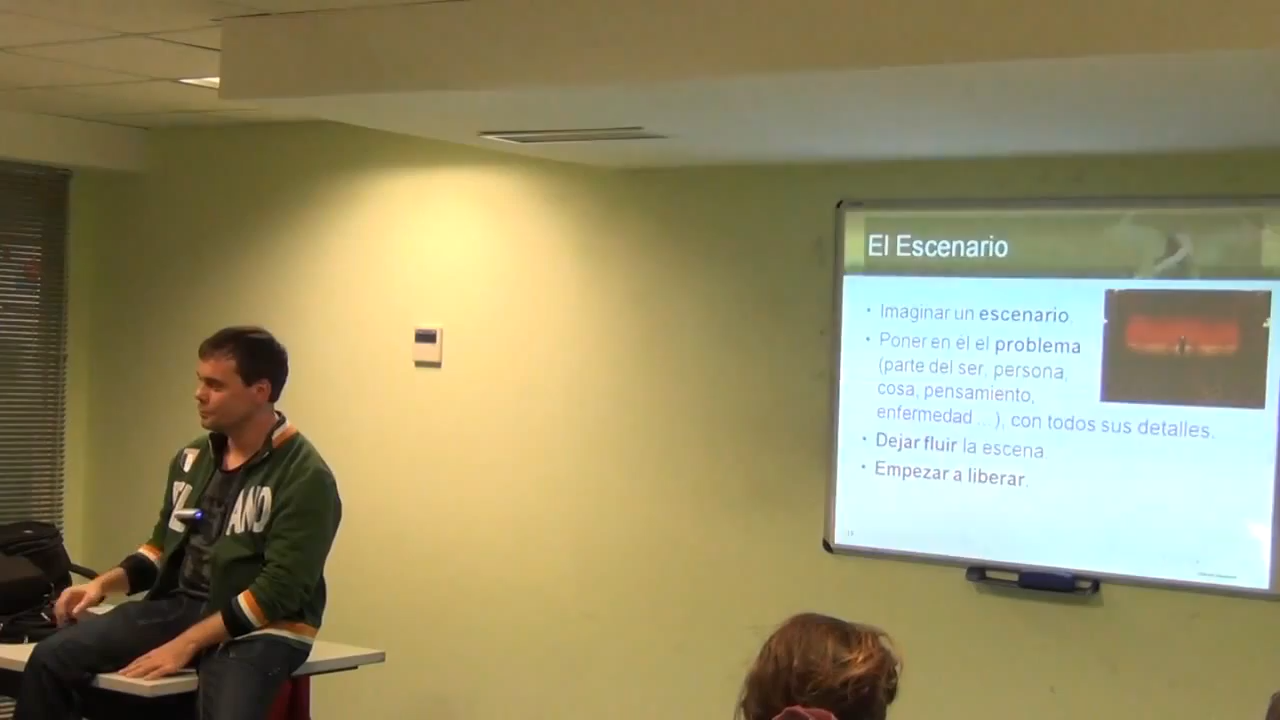 El Escenario
• Imaginar un escenario
• Poner en él el problema
(parte del ser, persona,
cosa, pensamiento,
enfermedad ... ), con todos sus detalles.
• Dejar fluir la escena
• Empezar a liberar.